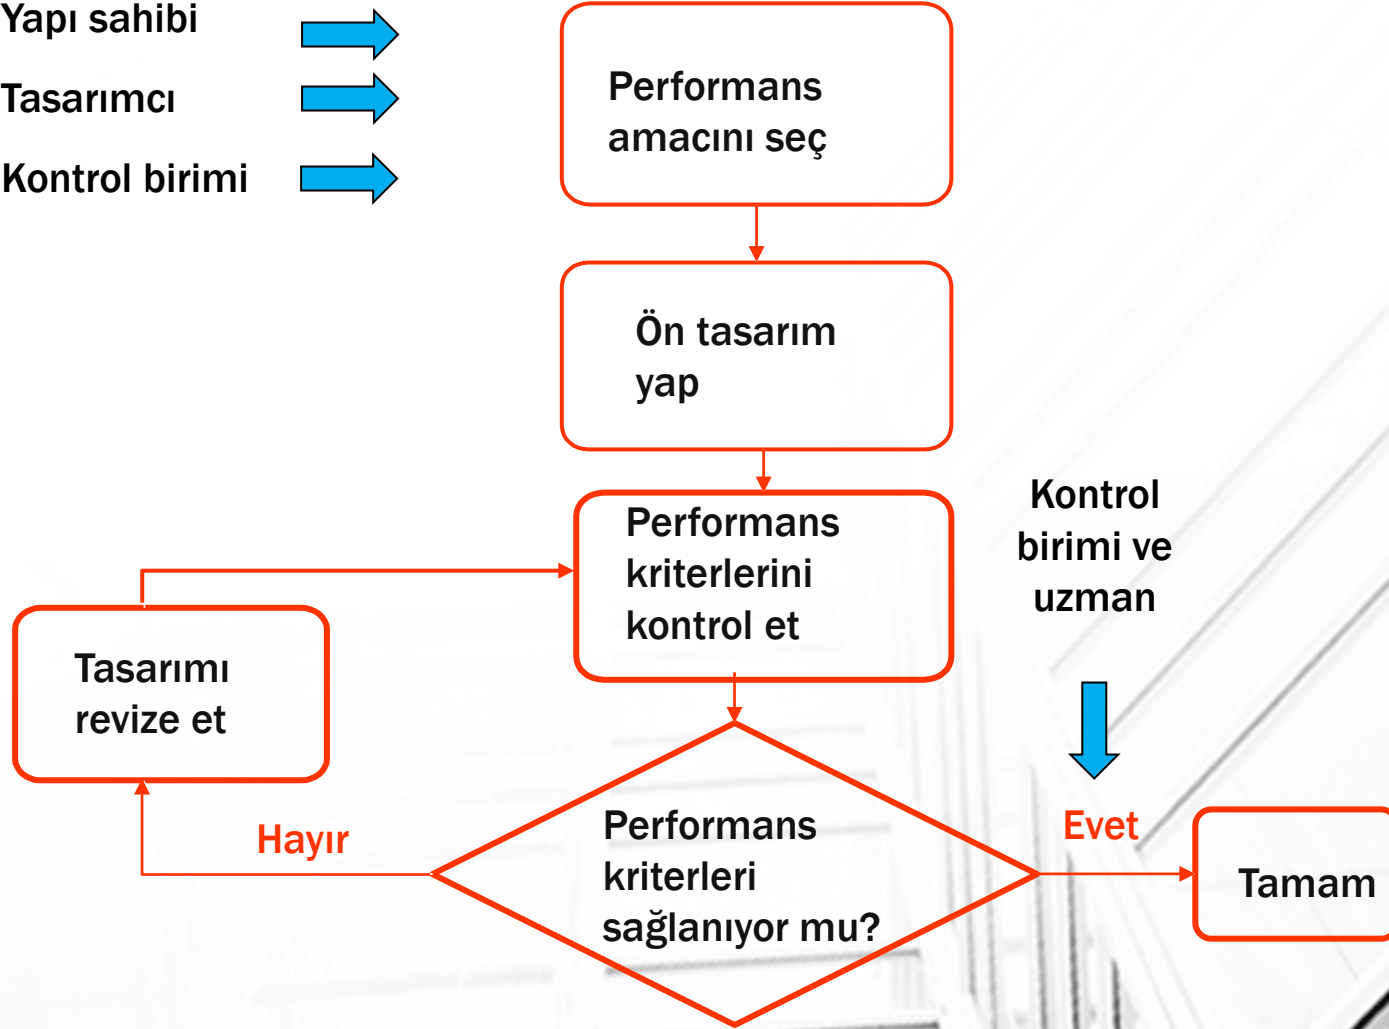 Yapı sahibi
Tasarımcı
Kontrol birimi
Performans
amacını seç
Ön tasarım
yap
Performans
kriterlerini
kontrol et
Kontrol
birimi ve
uzman
Tasarımı
revize et
Hayır
Performans
kriterleri
sağlanıyor mu?
Evet
Tamam